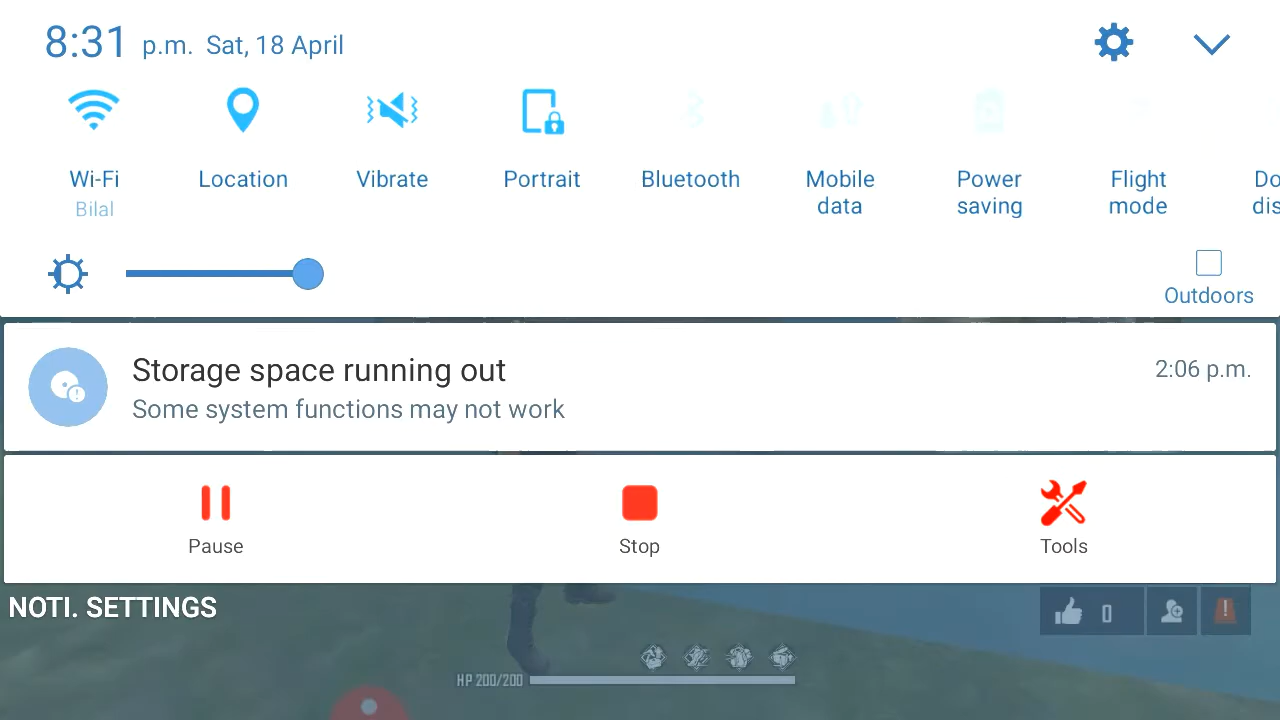 8:31 p.m. Sat, 18 April
Wi-Fi
Bilal
Location
Vibrate
Portrait
Bluetooth
Mobile
data
Power
saving
Flight
mode
Do
dis
Outdoors
Storage space running out
2:06 p.m.
Some system functions may not work
Pause
Stop
Tools
NOTI. SETTINGS
0
HP 200/200